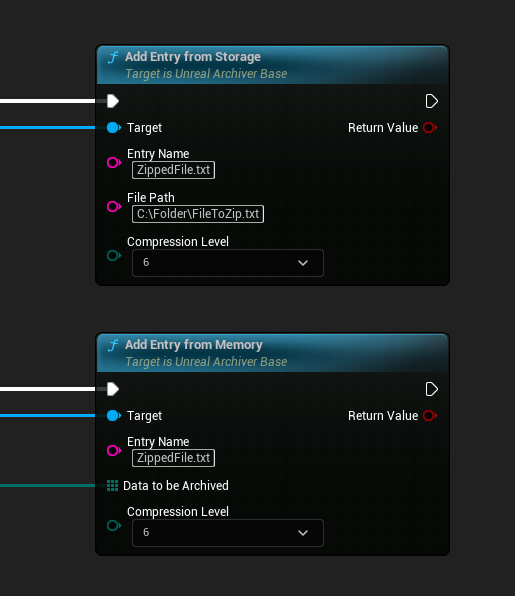 f Add Entry from Storage
Target is Unreal Archiver Base
Target Return Value
Entry Name
ZippedFile.txt
File Path
C:\Folder\FileToZip.txt
Compression Level
6
f Add Entry from Memory
Target is Unreal Archiver Base
Target Return Value
Entry Name
ZippedFile.txt
Data to be Archived
Compression Level
6